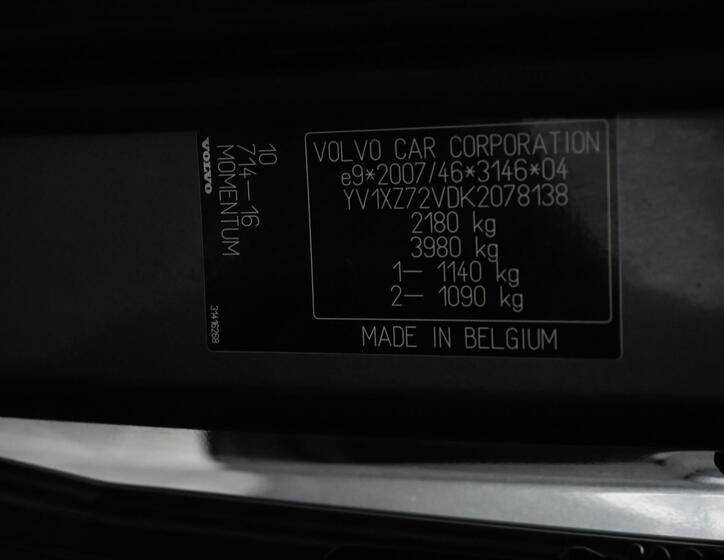 VOLVO
10
714-16
MOMENTUM
31416268
VOLVO CAR CORPORATION
e9*2007/46*3146*04
YV1XZ72VDK2078138
2180 kg
3980 kg
1- 1140 kg
2- 1090 kg
MADE IN BELGIUM